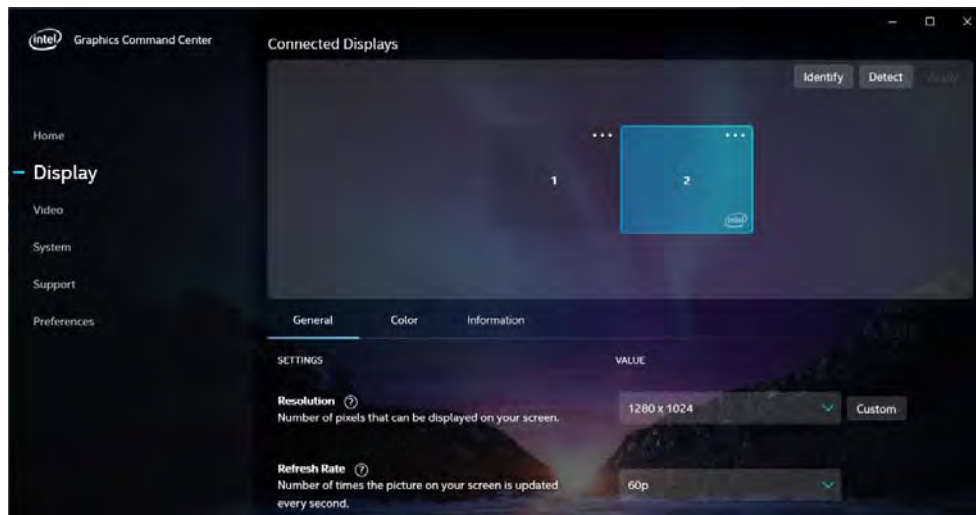 intel Graphics Command Center
Connected Displays
Identify Detect Apply
Home
Display
Video
System
Support
Preferences
1
2
intel
General Color Information
SETTINGS VALUE
Resolution ?
Number of pixels that can be displayed on your screen.
1280 x 1024 Custom
Refresh Rate ?
Number of times the picture on your screen is updated
every second.
60p